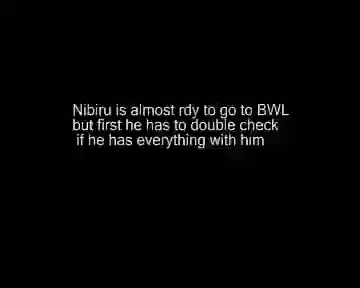 Nibiru is almost rdy to go to BWL
but first he has to double check
if he has everything with him